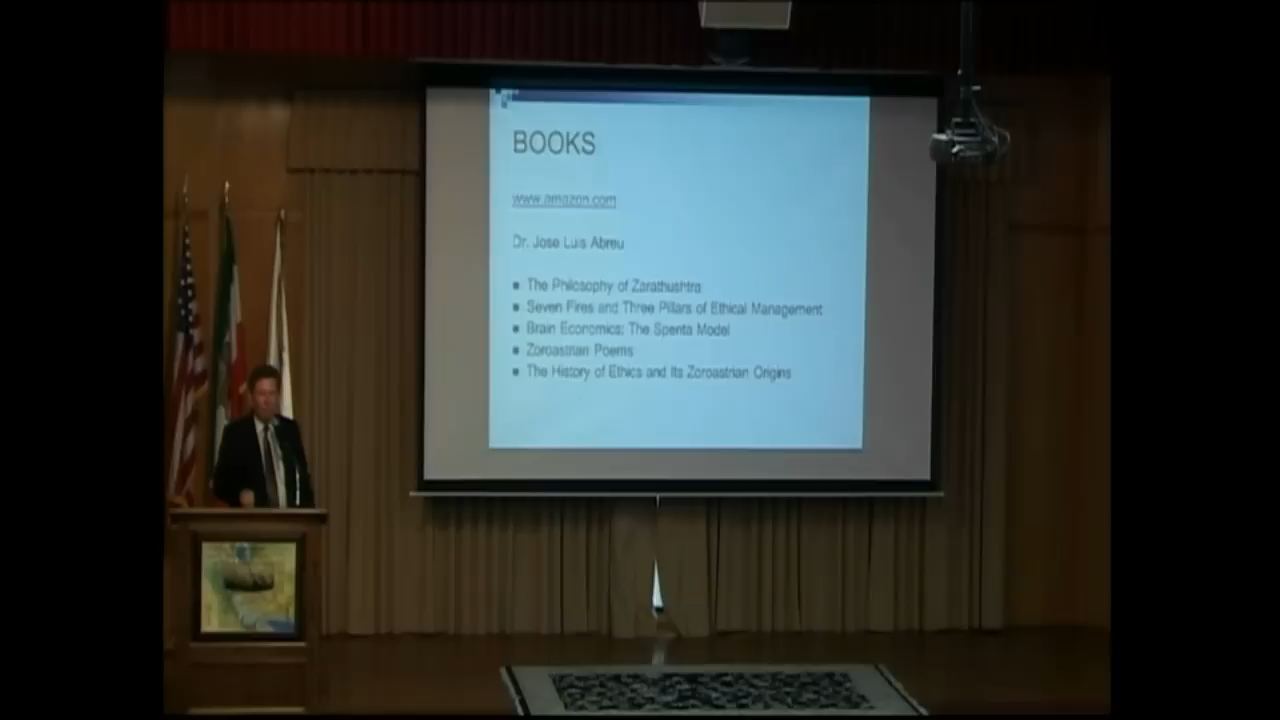 BOOKS
www.amazon.com
Dr. Jose Luis Abreu
The Philosophy of Zarathushtra
Seven Fires and Three Pillars of Ethical Management
Brain Economics: The Spenta Model
Zoroastrian Poems
The History of Ethics and Its Zoroastrian Origins